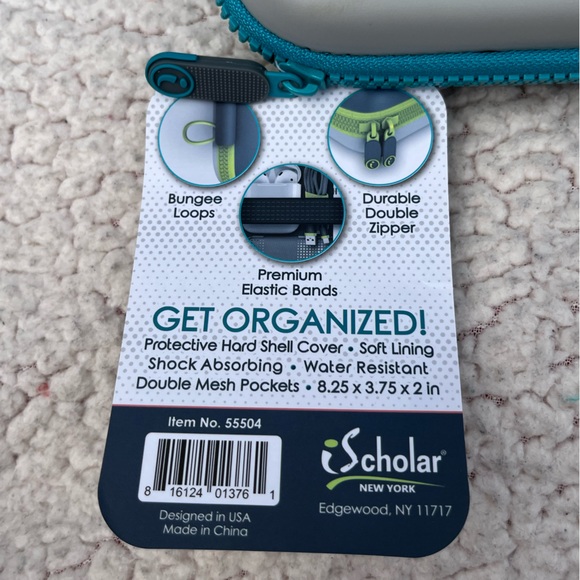 Bungee
Loops
Durable
Double
Zipper
Premium
Elastic Bands
GET ORGANIZED!
Protective Hard Shell Cover • Soft Lining
Shock Absorbing • Water Resistant
Double Mesh Pockets • 8.25 x 3.75 x 2 in
Item No. 55504
8 16124 01376 1
Designed in USA
Made in China
iScholar®
NEW YORK
Edgewood, NY 11717